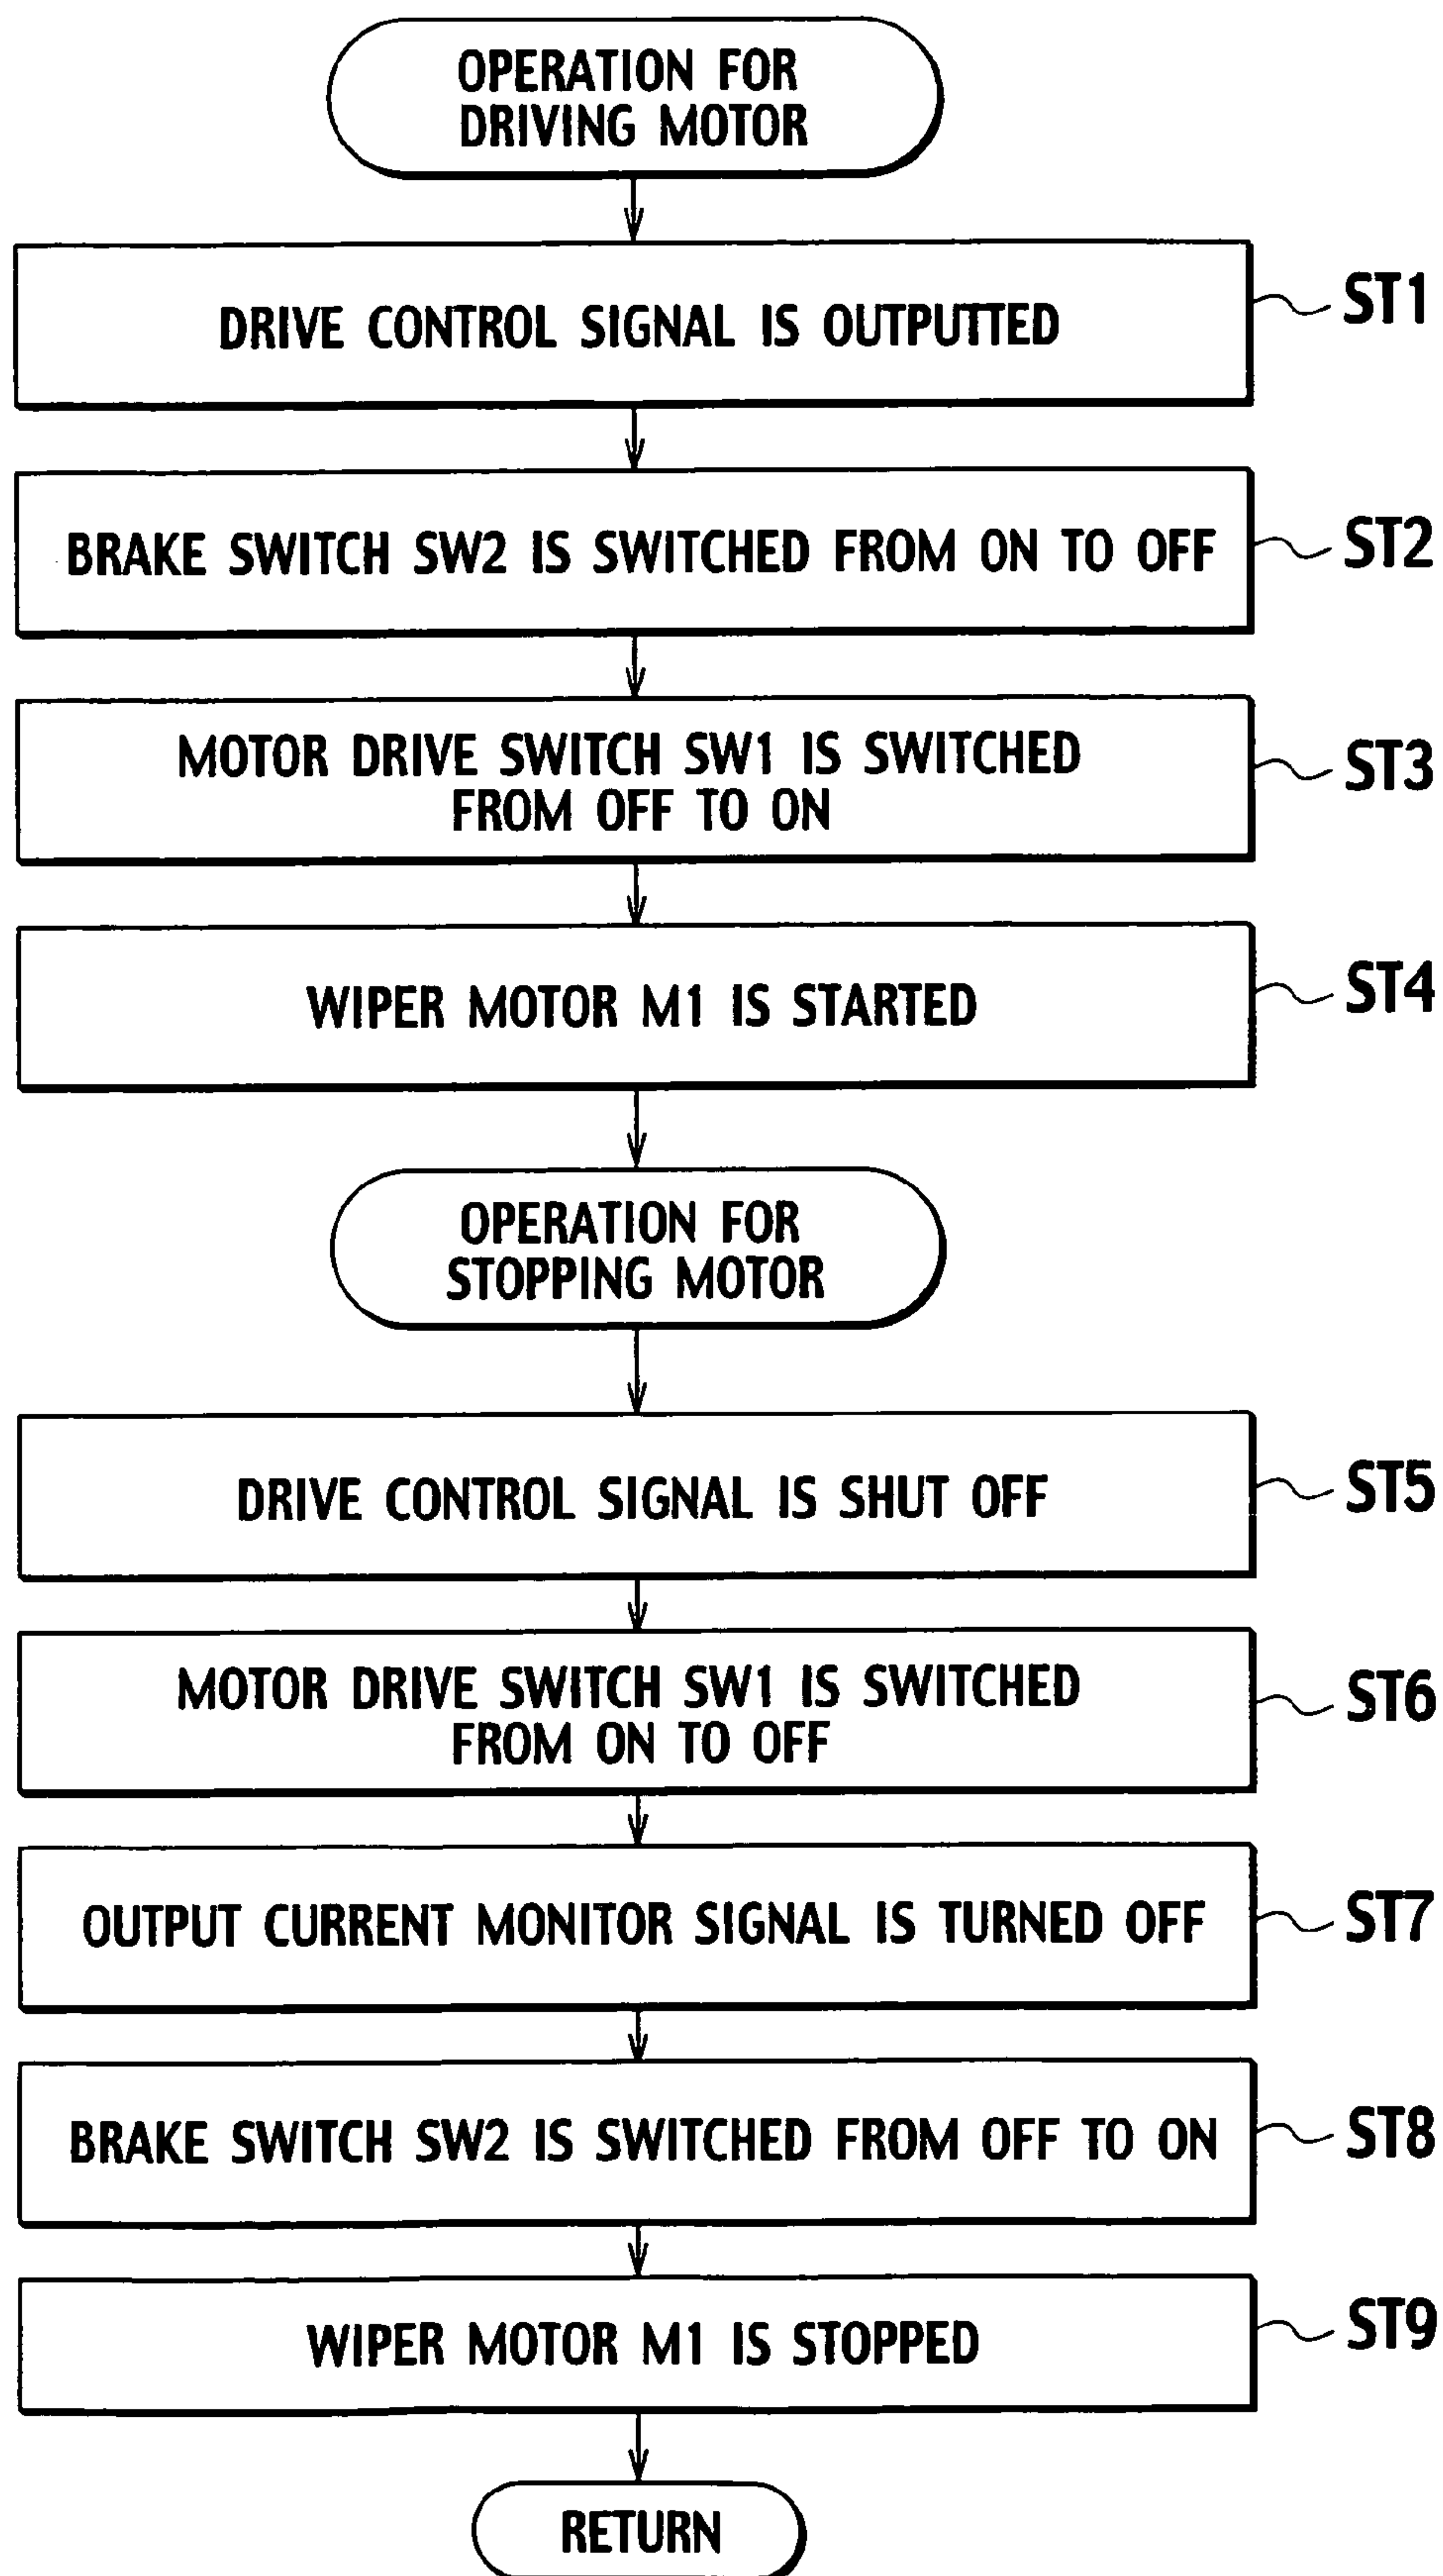 OPERATION FOR
DRIVING MOTOR
DRIVE CONTROL SIGNAL IS OUTPUTTED
ST1
BRAKE SWITCH SW2 IS SWITCHED FROM ON TO OFF
ST2
MOTOR DRIVE SWITCH SW1 IS SWITCHED
FROM OFF TO ON
ST3
WIPER MOTOR M1 IS STARTED
ST4
OPERATION FOR
STOPPING MOTOR
DRIVE CONTROL SIGNAL IS SHUT OFF
ST5
MOTOR DRIVE SWITCH SW1 IS SWITCHED
FROM ON TO OFF
ST6
OUTPUT CURRENT MONITOR SIGNAL IS TURNED OFF
ST7
BRAKE SWITCH SW2 IS SWITCHED FROM OFF TO ON
ST8
WIPER MOTOR M1 IS STOPPED
ST9
RETURN